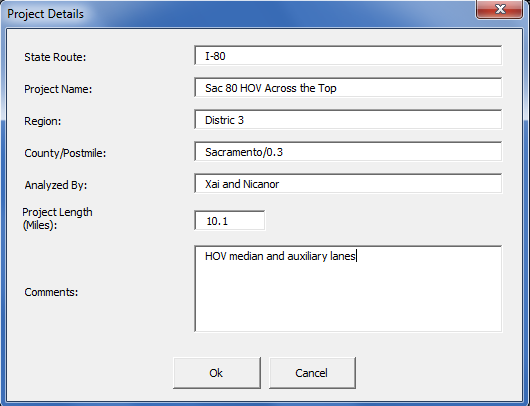 Project Details
State Route: I-80
Project Name: Sac 80 HOV Across the Top
Region: Distric 3
County/Postmile: Sacramento/0.3
Analyzed By: Xai and Nicanor
Project Length
(Miles): 10.1
Comments: HOV median and auxiliary lanes
Ok Cancel